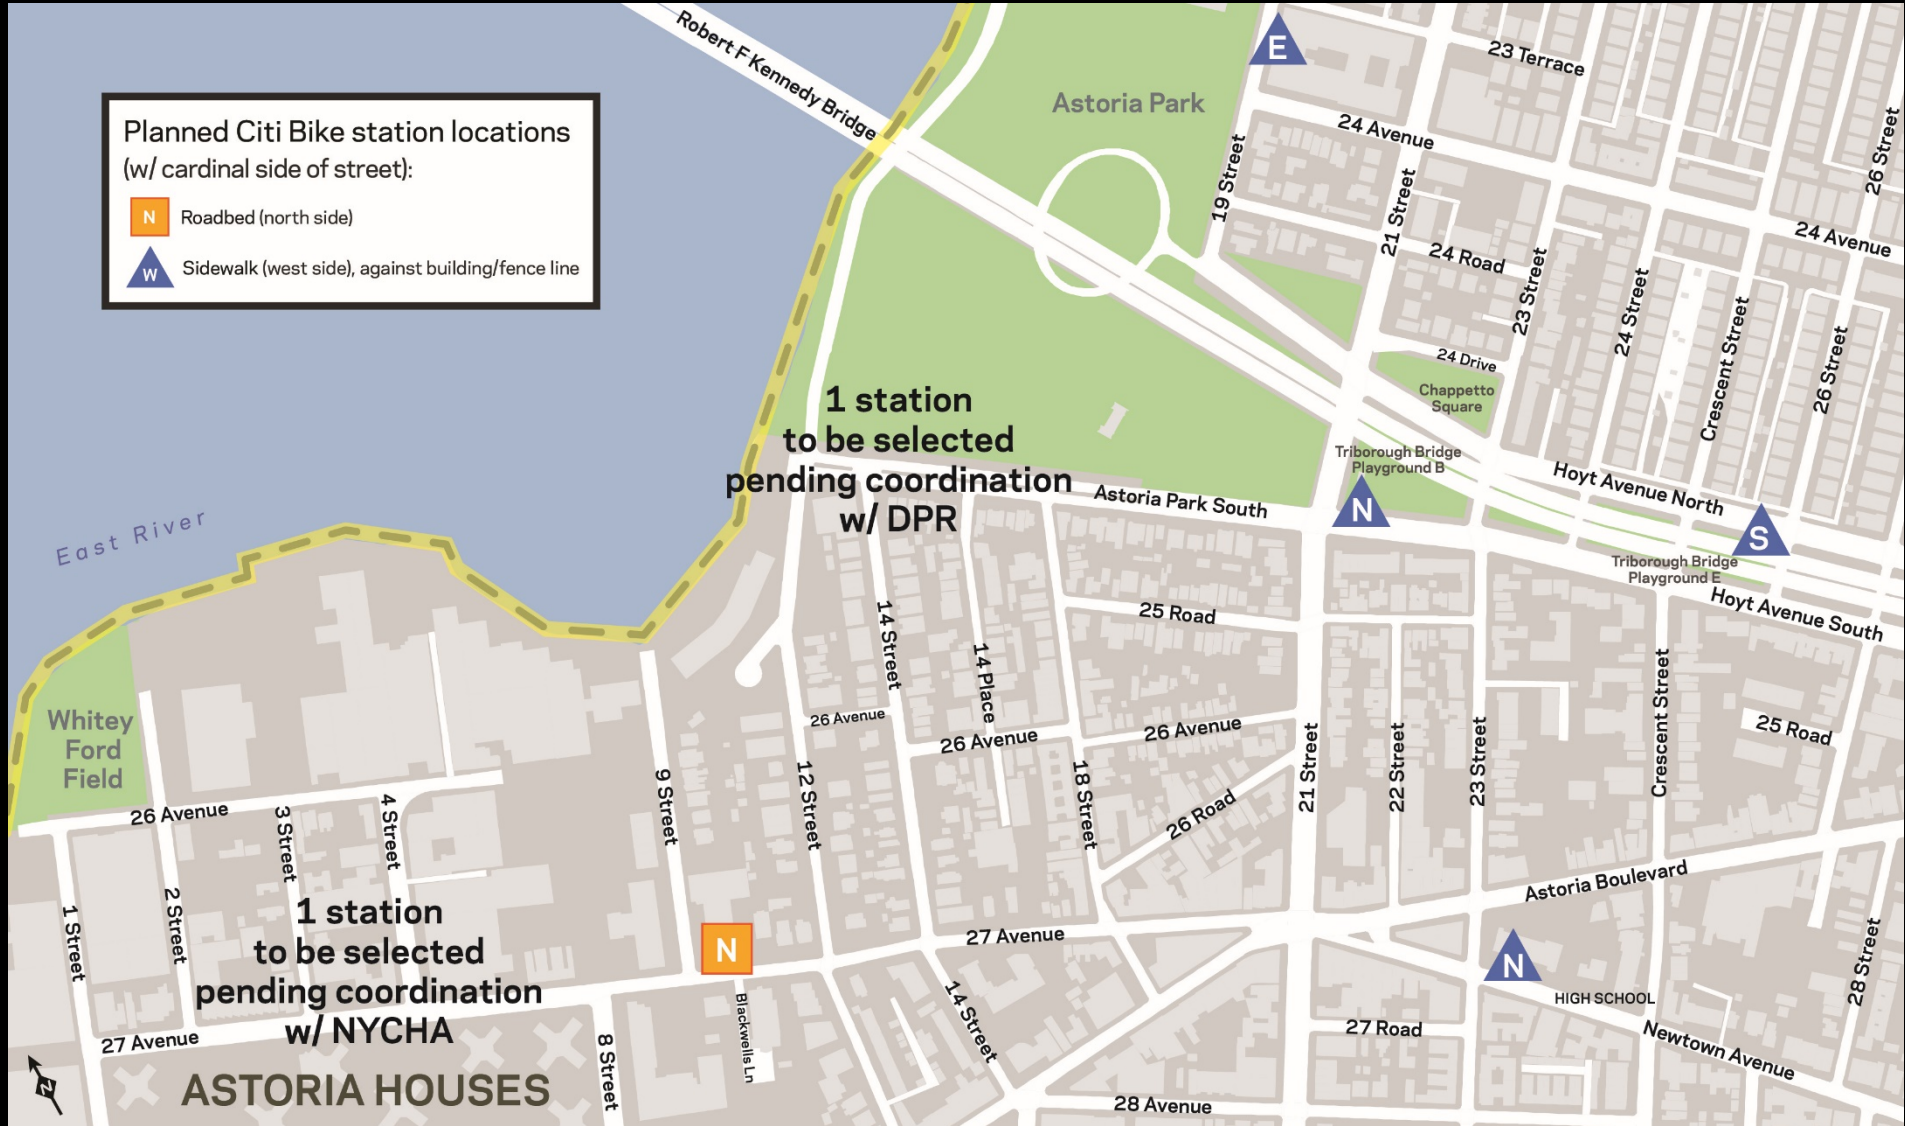 Robert F Kennedy Bridge
E
23 Terrace
Astoria Park
Planned Citi Bike station locations
(w/ cardinal side of street):
N Roadbed (north side)
W Sidewalk (west side), against building/fence line
24 Avenue
19 Street
21 Street
26 Street
24 Avenue
24 Road
23 Street
24 Street
Crescent Street
26 Street
24 Drive
Chappetto
Square
1 station
to be selected
pending coordination
w/ DPR
Triborough Bridge
Playground B
Hoyt Avenue North
Astoria Park South
N
S
East River
Triborough Bridge
Playground E
Hoyt Avenue South
25 Road
14 Street
14 Place
Crescent Street
Whitey
Ford
Field
26 Avenue
26 Avenue
26 Avenue
25 Road
21 Street
22 Street
23 Street
9 Street
12 Street
18 Street
26 Road
26 Avenue
3 Street
4 Street
Astoria Boulevard
1 Street
2 Street
1 station
to be selected
pending coordination
w/ NYCHA
N
27 Avenue
N
HIGH SCHOOL
28 Street
14 Street
Blackwells Ln
27 Road
Newtown Avenue
27 Avenue
8 Street
N
ASTORIA HOUSES
28 Avenue